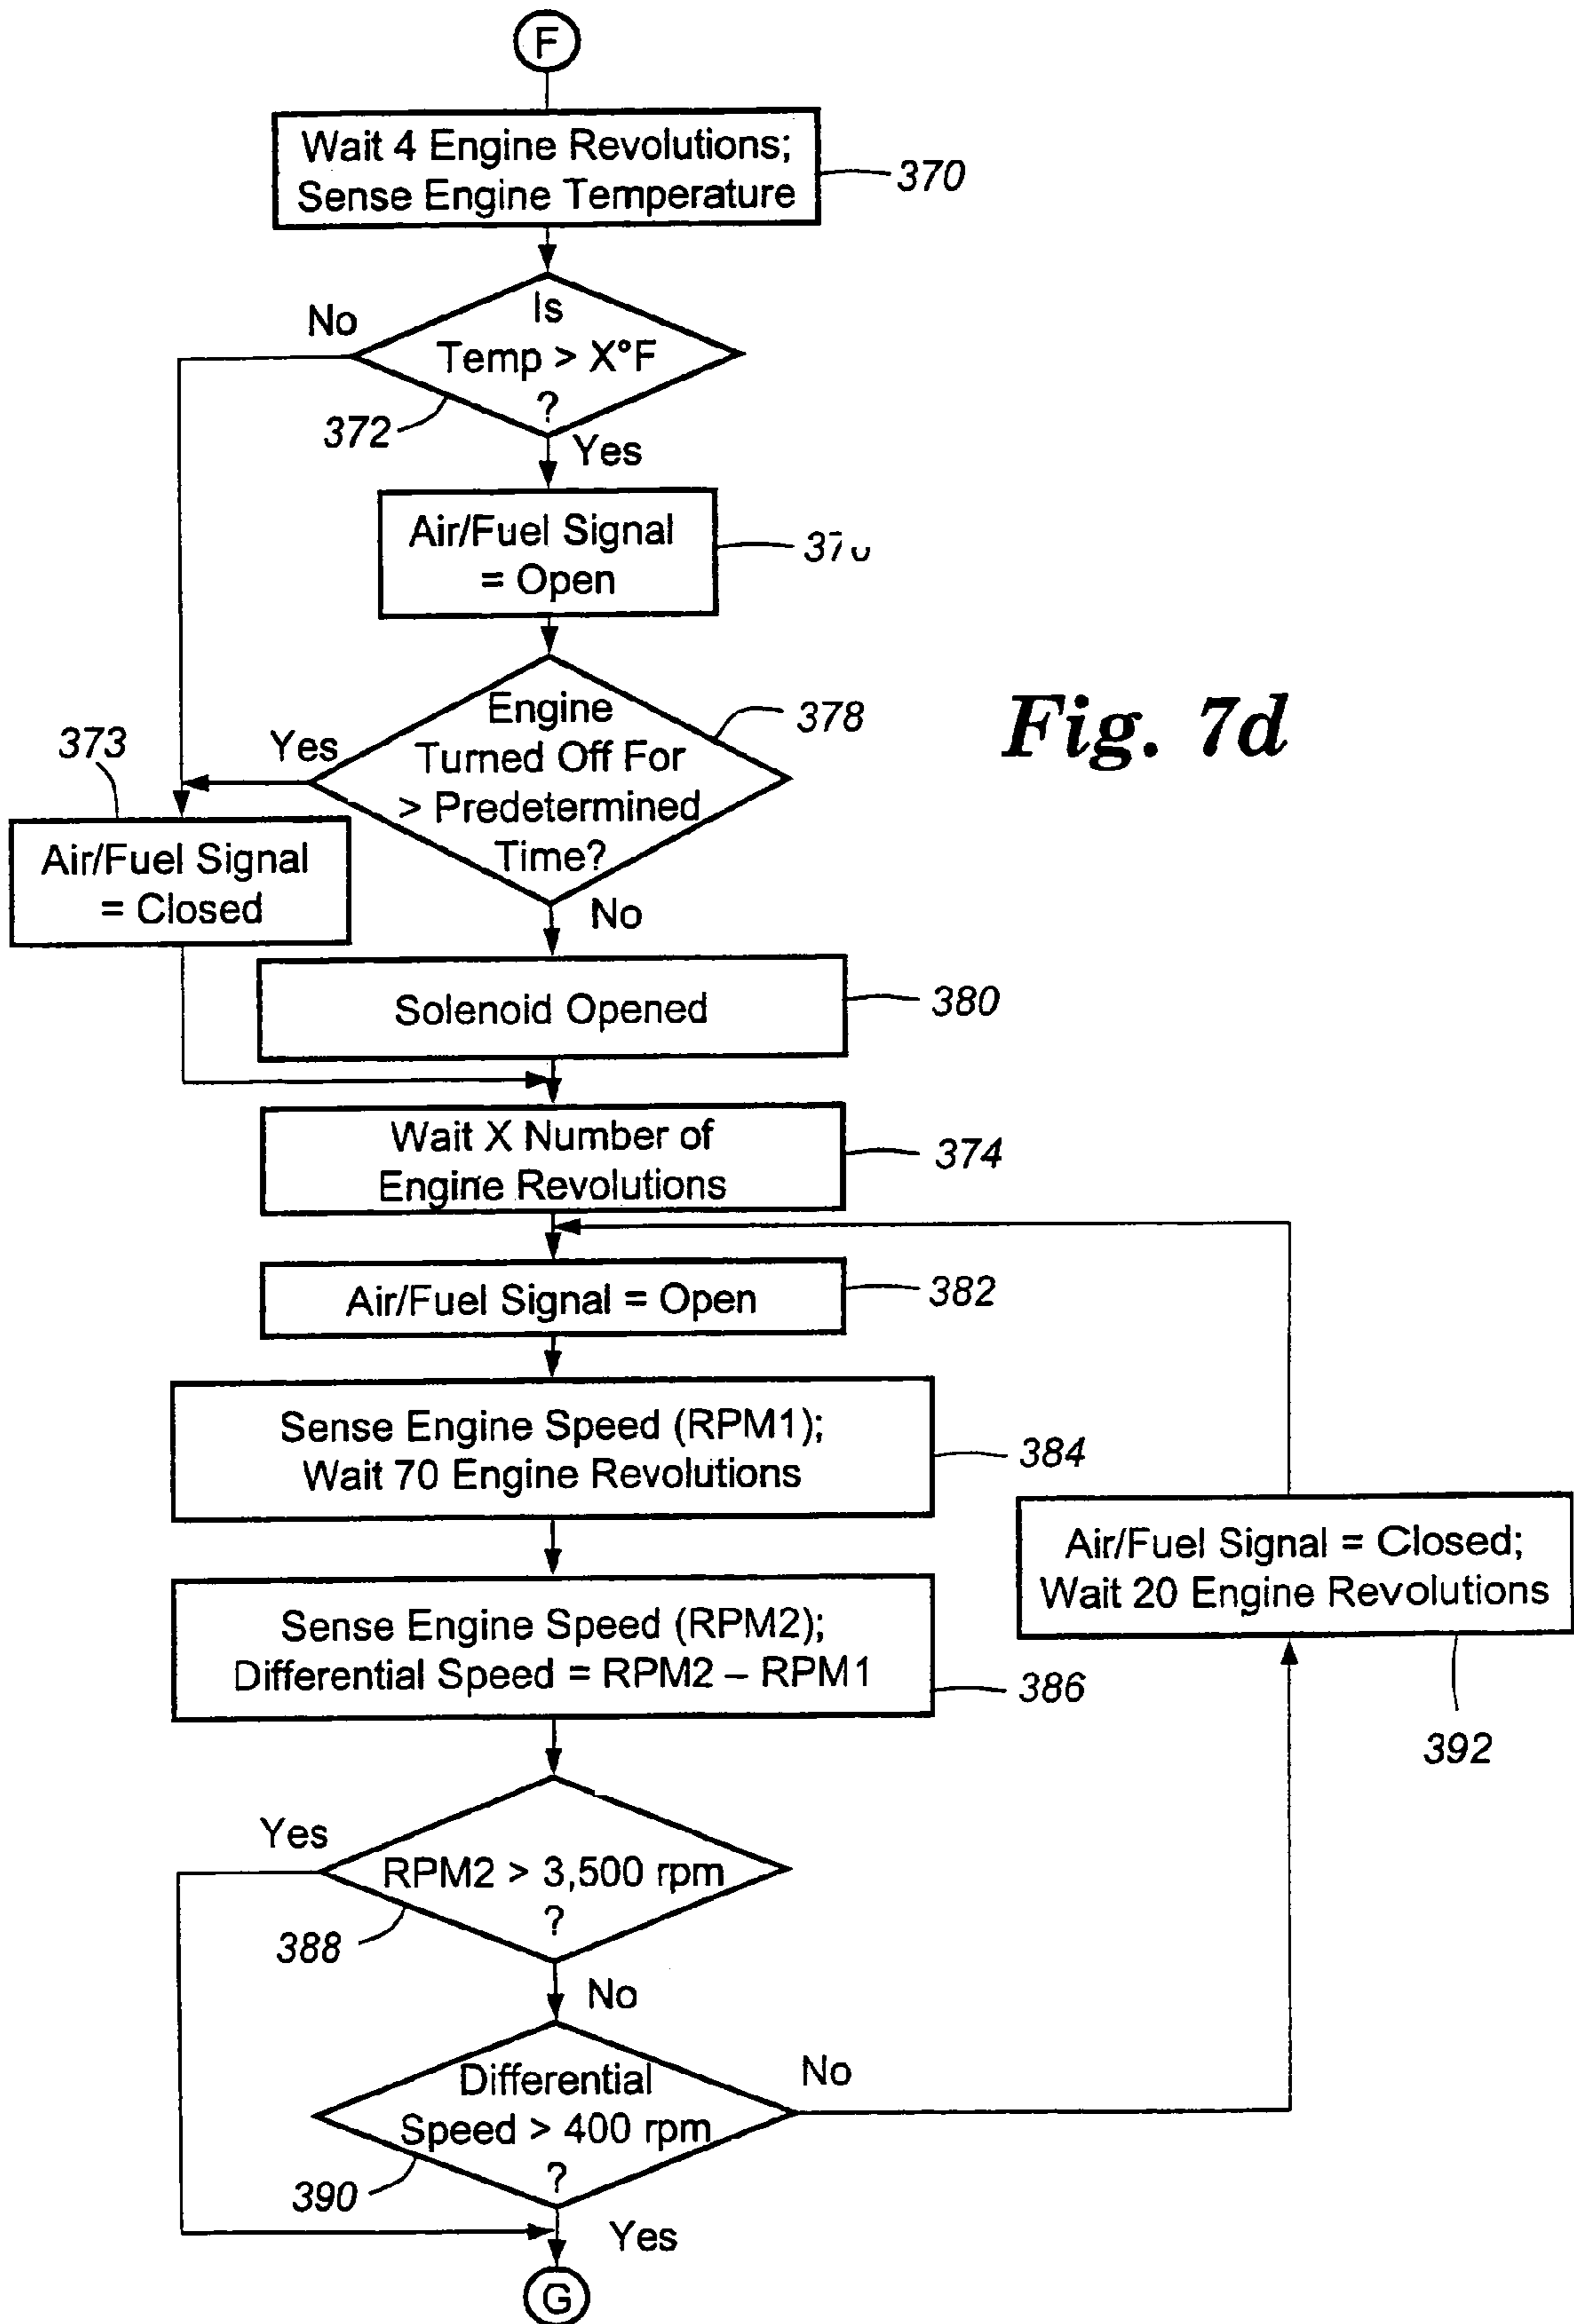 F
Wait 4 Engine Revolutions;
Sense Engine Temperature
370
No
Is
Temp > X°F
?
372
Yes
Air/Fuel Signal
= Open
Engine
Turned Off For
> Predetermined
Time?
378
Fig. 7d
373
Yes
Air/Fuel Signal
= Closed
No
Solenoid Opened
380
Wait X Number of
Engine Revolutions
374
Air/Fuel Signal = Open
382
Sense Engine Speed (RPM1);
Wait 70 Engine Revolutions
384
Air/Fuel Signal = Closed;
Wait 20 Engine Revolutions
392
Sense Engine Speed (RPM2);
Differential Speed = RPM2 – RPM1
386
Yes
RPM2 > 3,500 rpm
?
388
No
Differential
Speed > 400 rpm
?
390
No
Yes
G